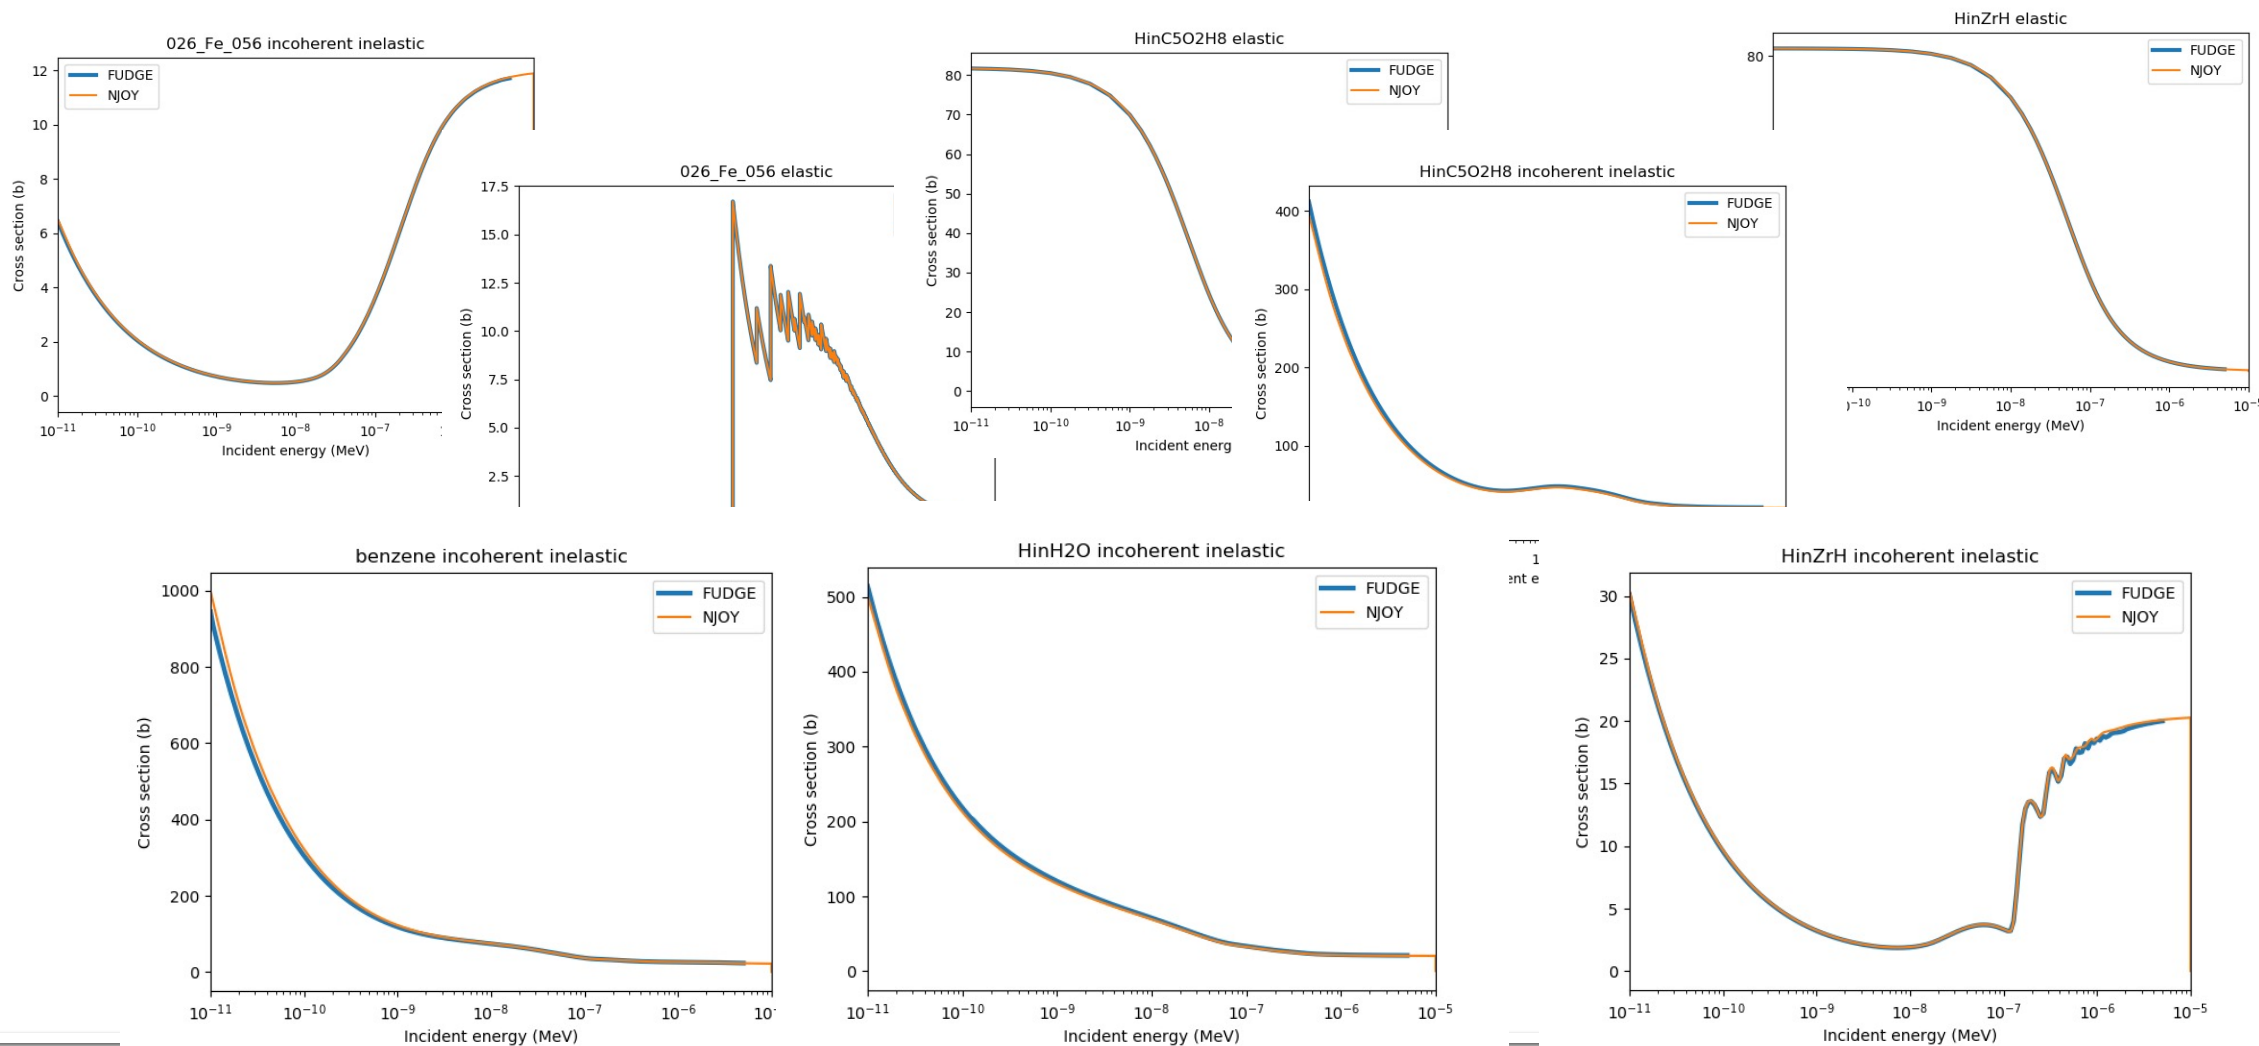 026_Fe_056 incoherent inelastic
FUDGE
NJOY
12
10
8
6
4
2
0
Cross section (b)
10⁻¹¹ 10⁻¹⁰ 10⁻⁹ 10⁻⁸ 10⁻⁷
Incident energy (MeV)
026_Fe_056 elastic
17.5
15.0
12.5
10.0
7.5
5.0
2.5
Cross section (b)
HinC5O2H8 elastic
FUDGE
NJOY
80
70
60
50
40
30
20
10
0
Cross section (b)
10⁻¹¹ 10⁻¹⁰ 10⁻⁹ 10⁻⁸
Incident energ
HinC5O2H8 incoherent inelastic
FUDGE
NJOY
400
300
200
100
Cross section (b)
HinZrH elastic
FUDGE
NJOY
80
10⁻¹⁰ 10⁻⁹ 10⁻⁸ 10⁻⁷ 10⁻⁶ 10⁻⁵
Incident energy (MeV)
benzene incoherent inelastic
FUDGE
NJOY
1000
800
600
400
200
0
Cross section (b)
10⁻¹¹ 10⁻¹⁰ 10⁻⁹ 10⁻⁸ 10⁻⁷ 10⁻⁶ 10
Incident energy (MeV)
HinH2O incoherent inelastic
FUDGE
NJOY
500
400
300
200
100
0
Cross section (b)
10⁻¹¹ 10⁻¹⁰ 10⁻⁹ 10⁻⁸ 10⁻⁷ 10⁻⁶ 10⁻⁵
Incident energy (MeV)
1
ent e
HinZrH incoherent inelastic
FUDGE
NJOY
30
25
20
15
10
5
0
Cross section (b)
10⁻¹¹ 10⁻¹⁰ 10⁻⁹ 10⁻⁸ 10⁻⁷ 10⁻⁶ 10⁻⁵
Incident energy (MeV)